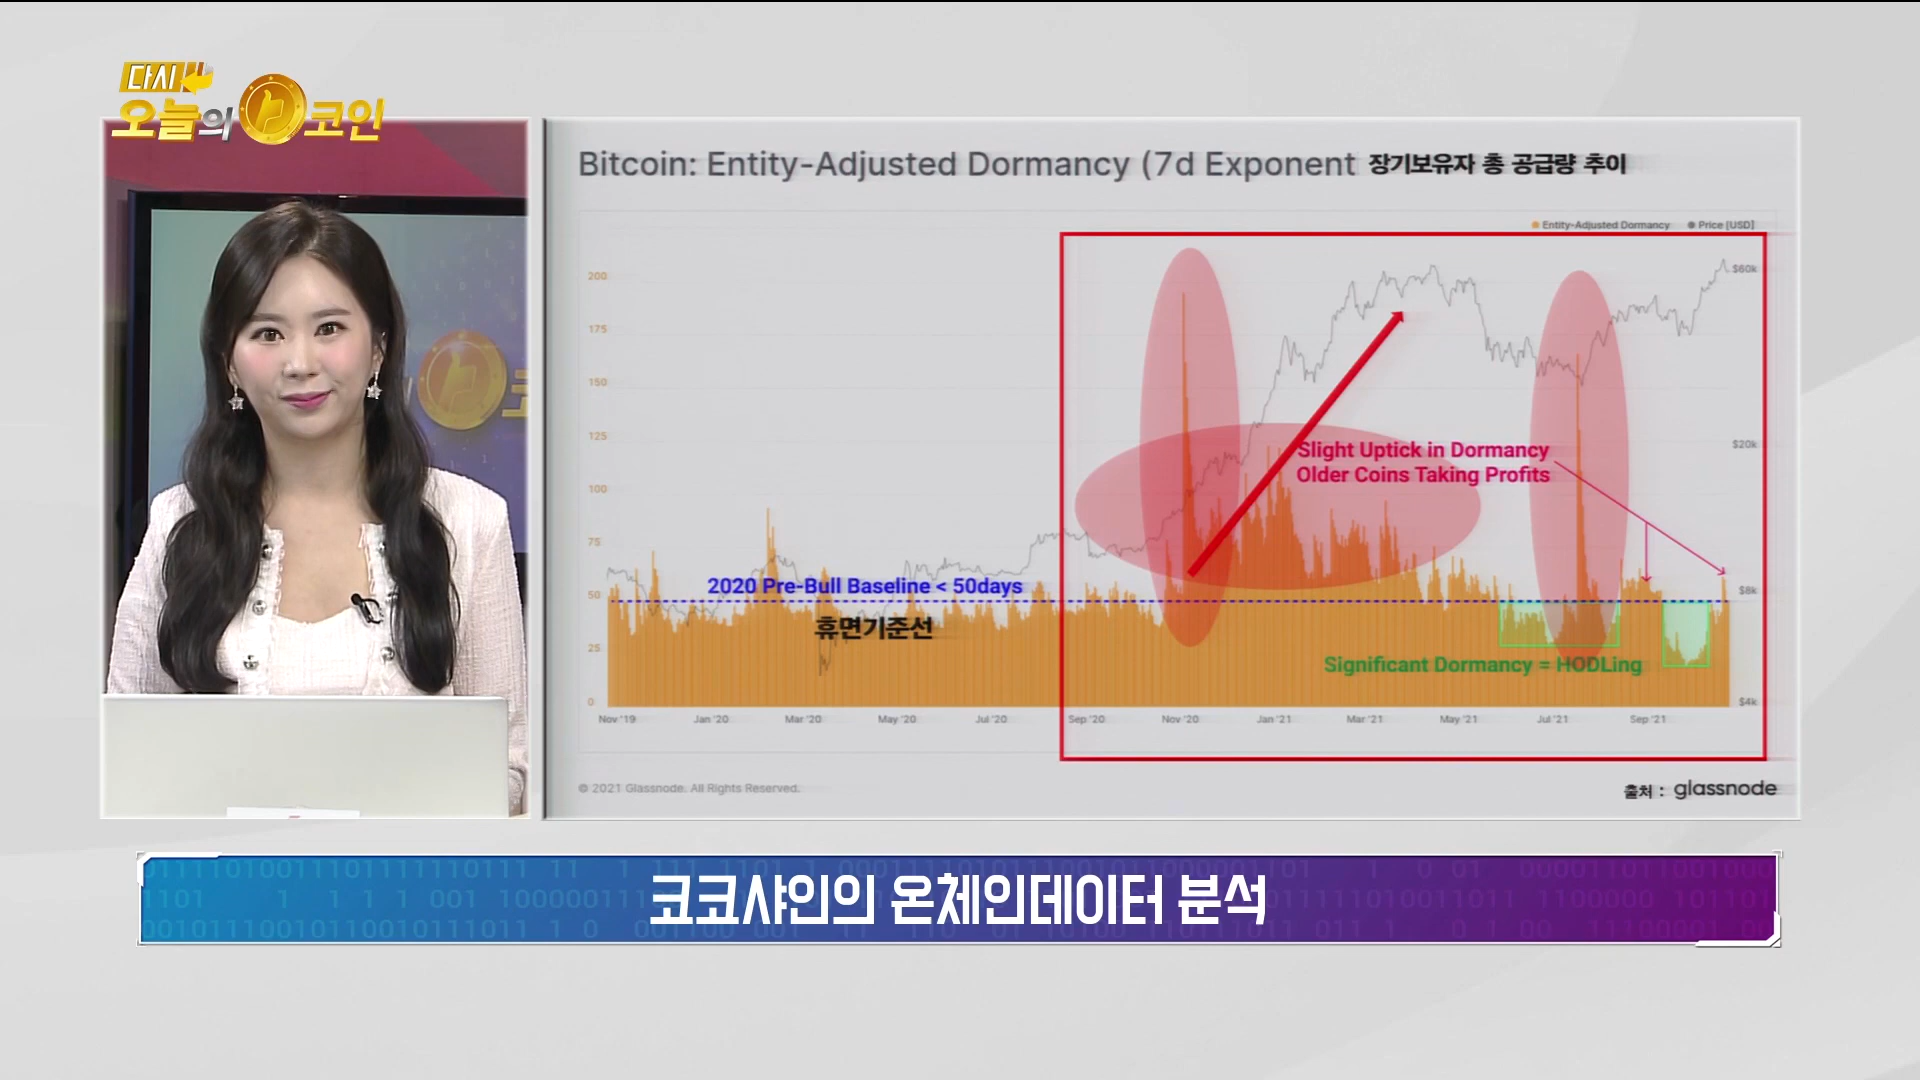 다시
오늘의 코인
Bitcoin: Entity-Adjusted Dormancy (7d Exponent 장기보유자 총 공급량 추이
Entity-Adjusted Dormancy Price [USD]
200
175
150
125
100
75
50
25
0
$60k
$20k
$8k
$4k
Slight Uptick in Dormancy
Older Coins Taking Profits
2020 Pre-Bull Baseline < 50days
휴면기준선
Significant Dormancy = HODLing
Nov '19 Jan '20 Mar '20 May '20 Jul '20 Sep '20 Nov '20 Jan '21 Mar '21 May '21 Jul '21 Sep '21
© 2021 Glassnode. All Rights Reserved.
출처 : glassnode
코코샤인의 온체인데이터 분석